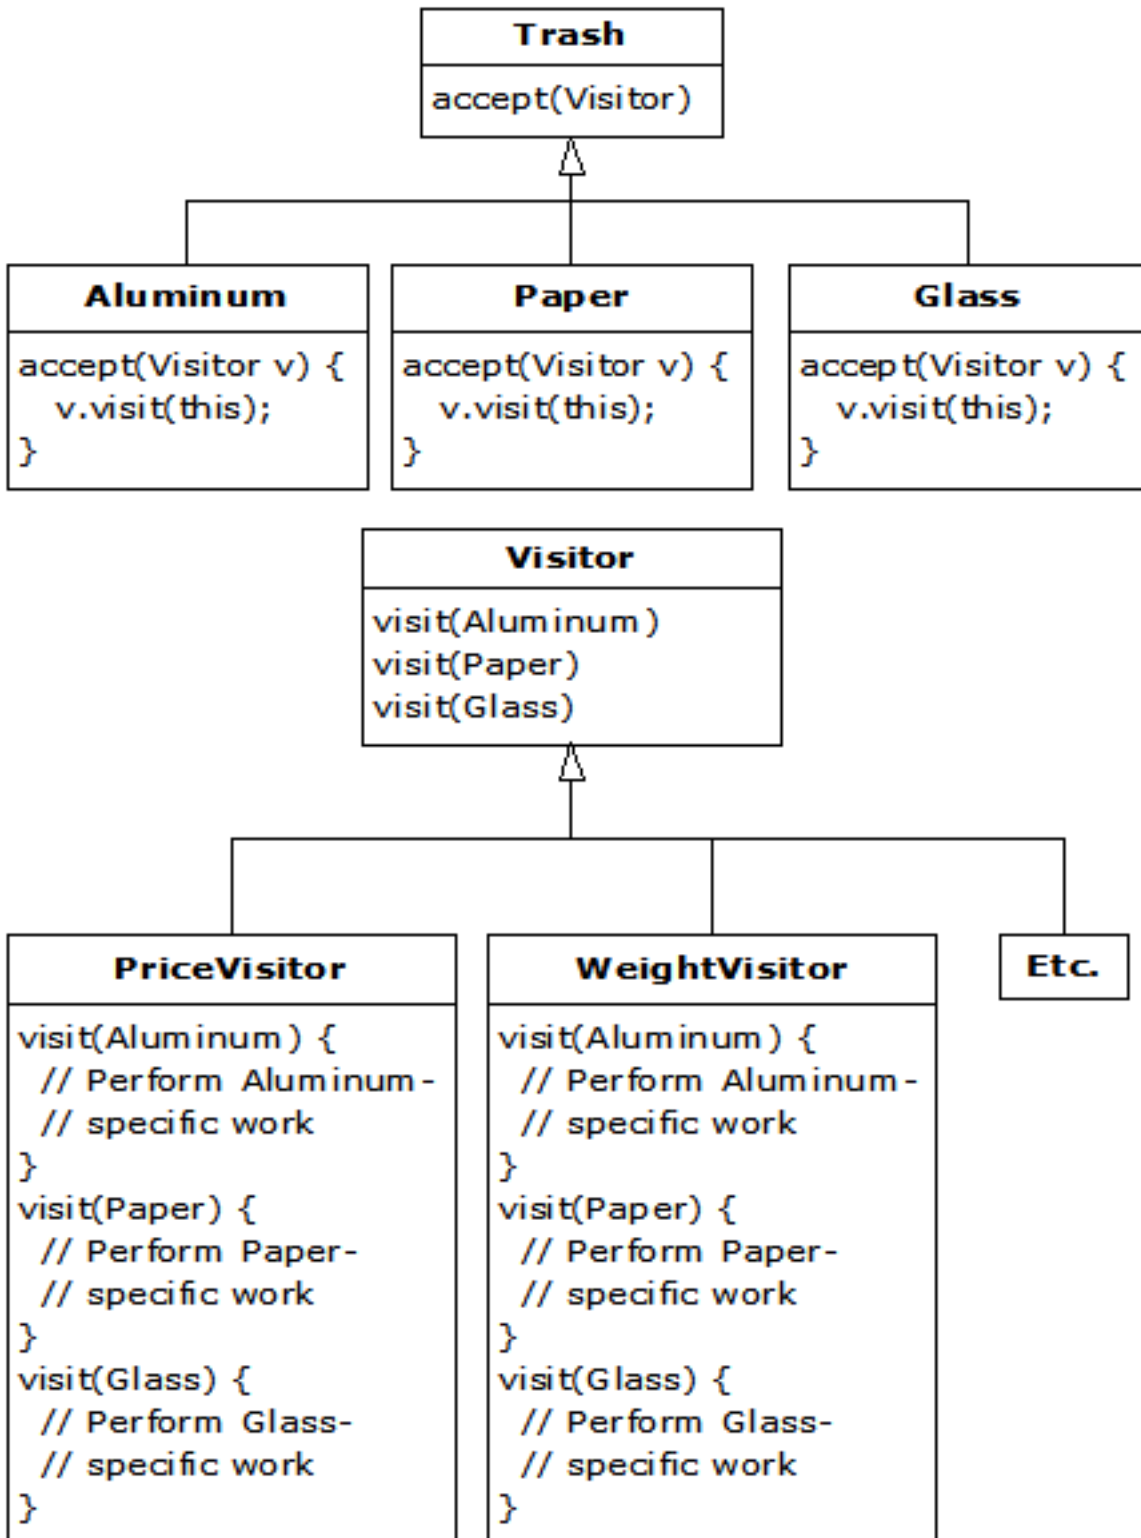 Trash
accept(Visitor)
Aluminum
accept(Visitor v) {
v.visit(this);
}
Paper
accept(Visitor v) {
v.visit(this);
}
Glass
accept(Visitor v) {
v.visit(this);
}
Visitor
visit(Aluminum)
visit(Paper)
visit(Glass)
PriceVisitor
visit(Aluminum) {
// Perform Aluminum-
// specific work
}
visit(Paper) {
// Perform Paper-
// specific work
}
visit(Glass) {
// Perform Glass-
// specific work
}
WeightVisitor
visit(Aluminum) {
// Perform Aluminum-
// specific work
}
visit(Paper) {
// Perform Paper-
// specific work
}
visit(Glass) {
// Perform Glass-
// specific work
}
Etc.